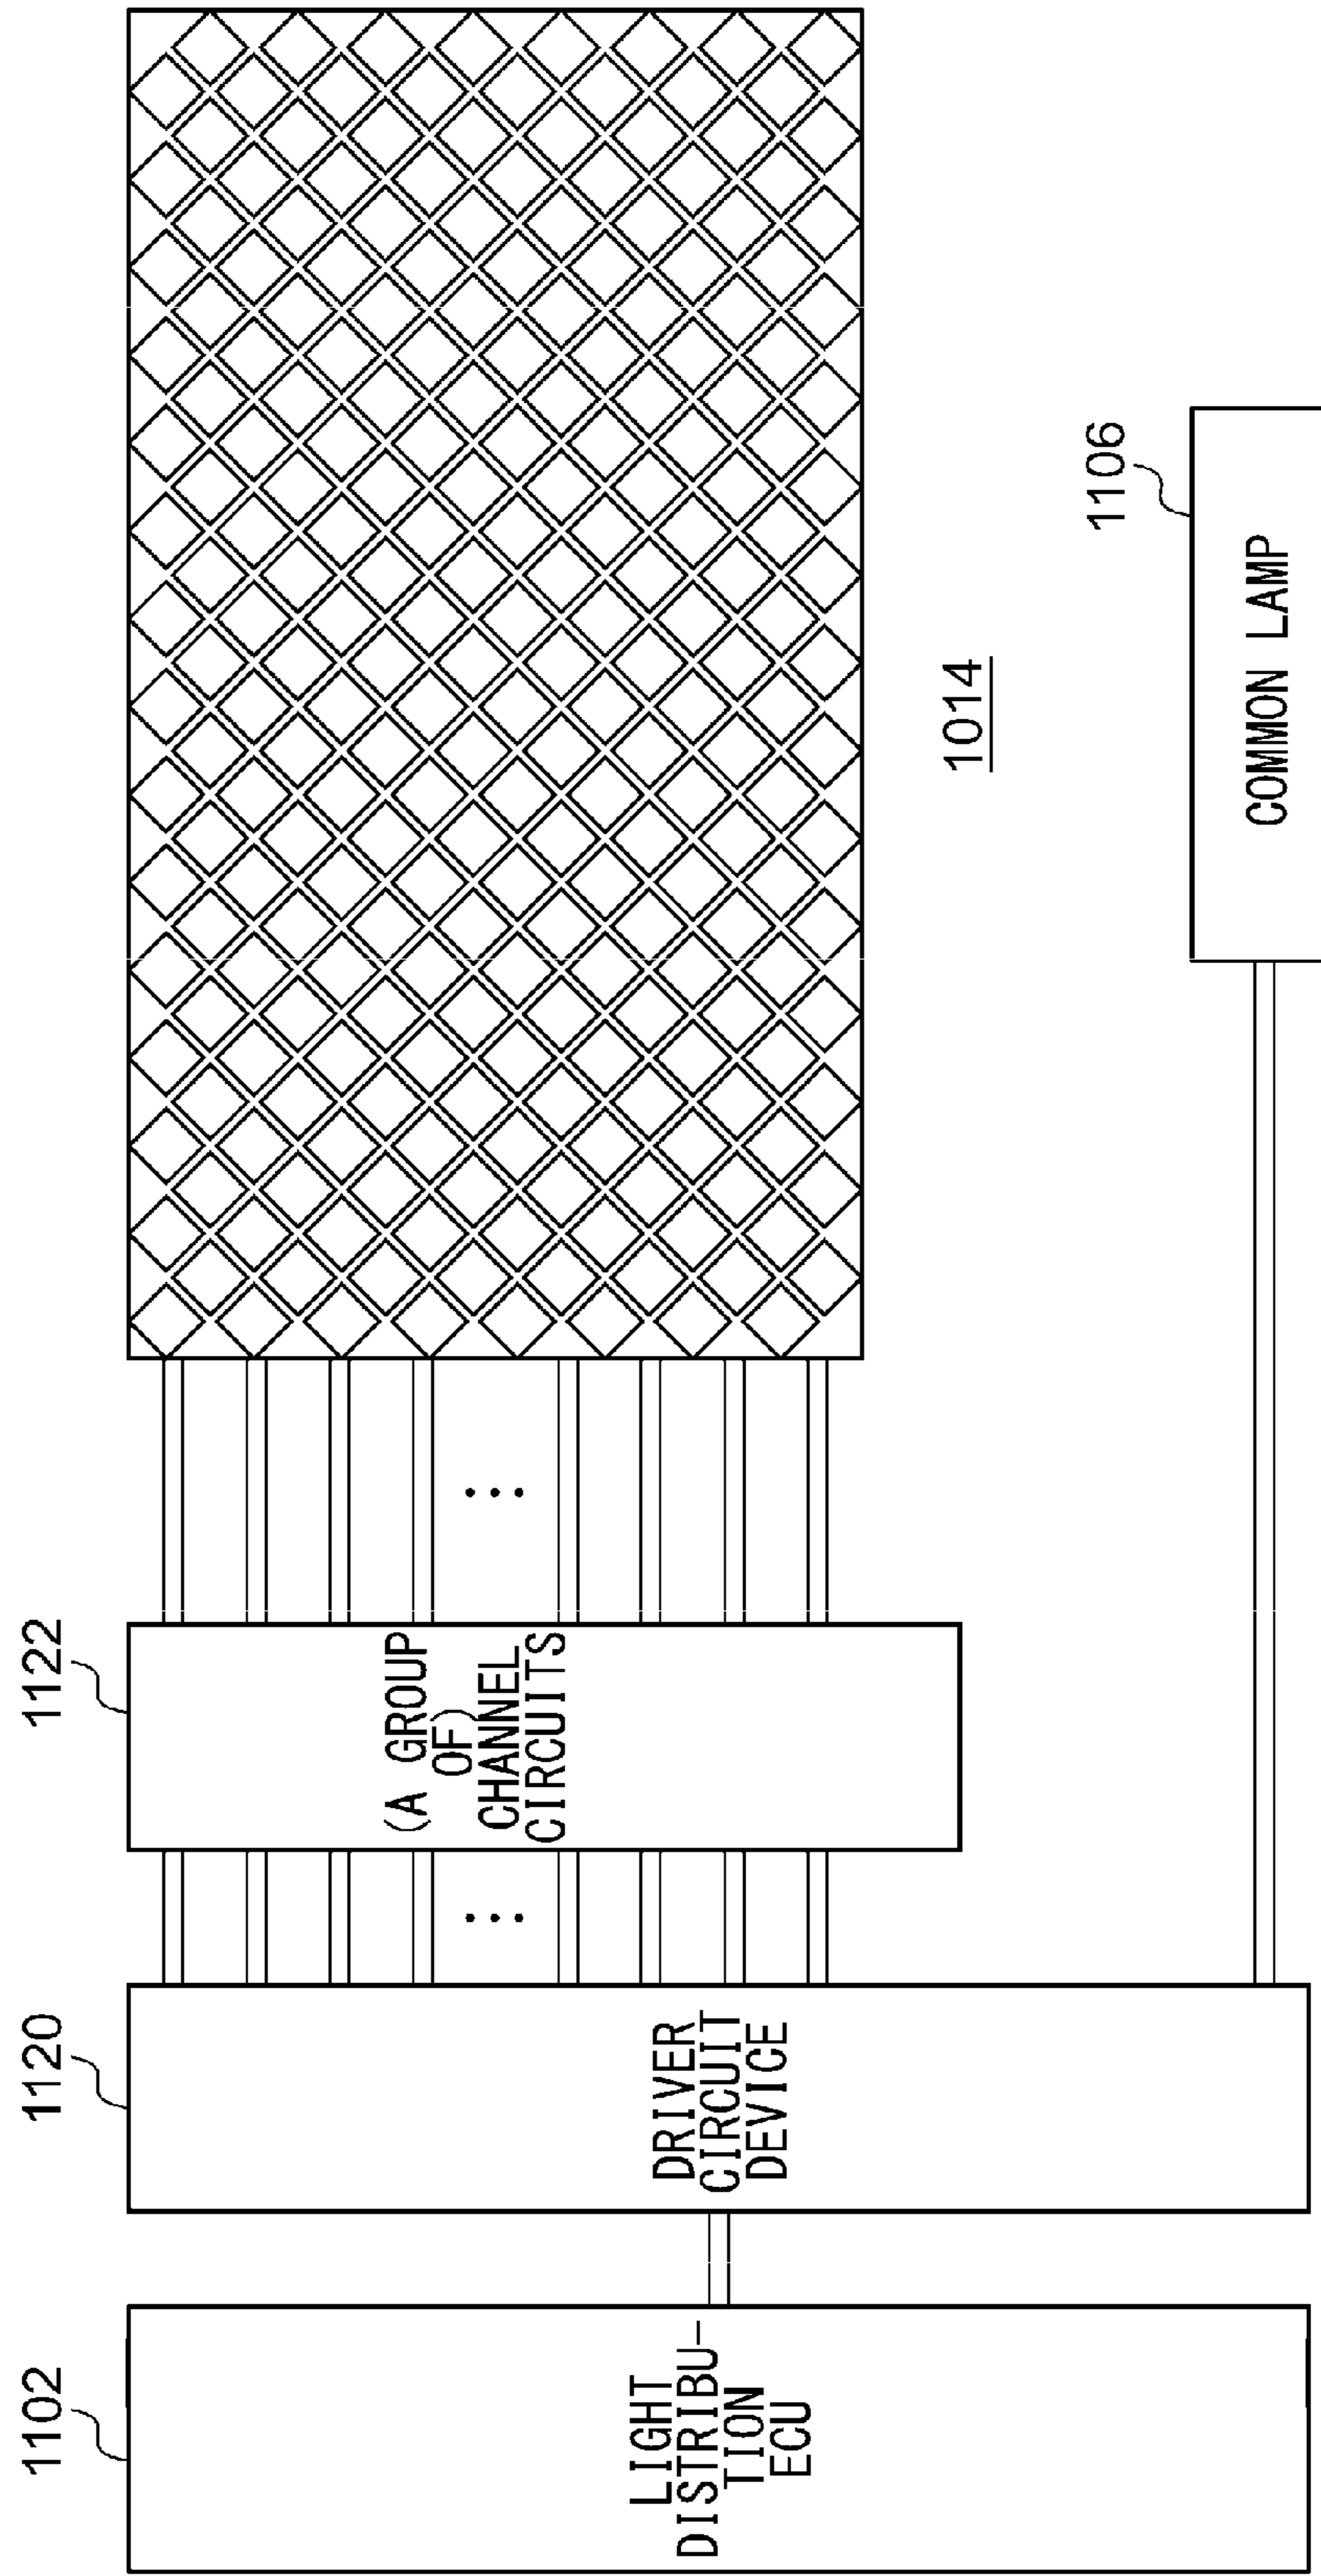 1102
1120
1122
LIGHT
DISTRIBU-
TION
ECU
DRIVER
CIRCUIT
DEVICE
(A GROUP
OF)
CHANNEL
CIRCUITS
1014
1106
COMMON LAMP